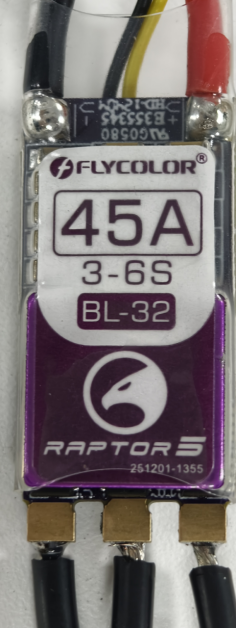 FLYCOLOR®
45A
3-6S
BL-32
RAPTOR 5
251201-1355